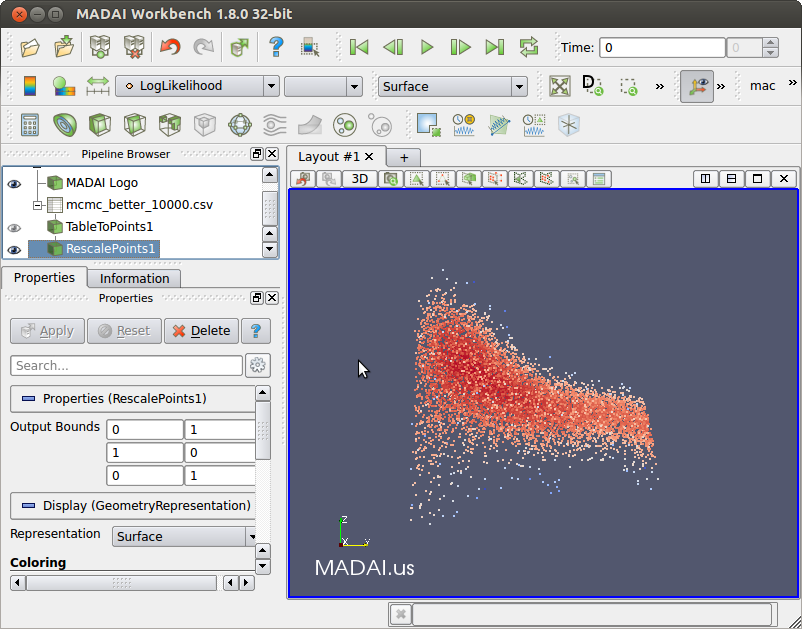 MADAI Workbench 1.8.0 32-bit
? Time: 0 0
LogLikelihood Surface D » » mac »
Pipeline Browser
Layout #1 × +
MADAI Logo
3D
mcmc_better_10000.csv
TableToPoints1
RescalePoints1
Properties Information
Properties
Apply Reset Delete ?
Search...
Properties (RescalePoints1)
Output Bounds 0 1
1 0
0 1
Display (GeometryRepresentation)
Representation Surface
Coloring
Z
X Y
MADAI.us